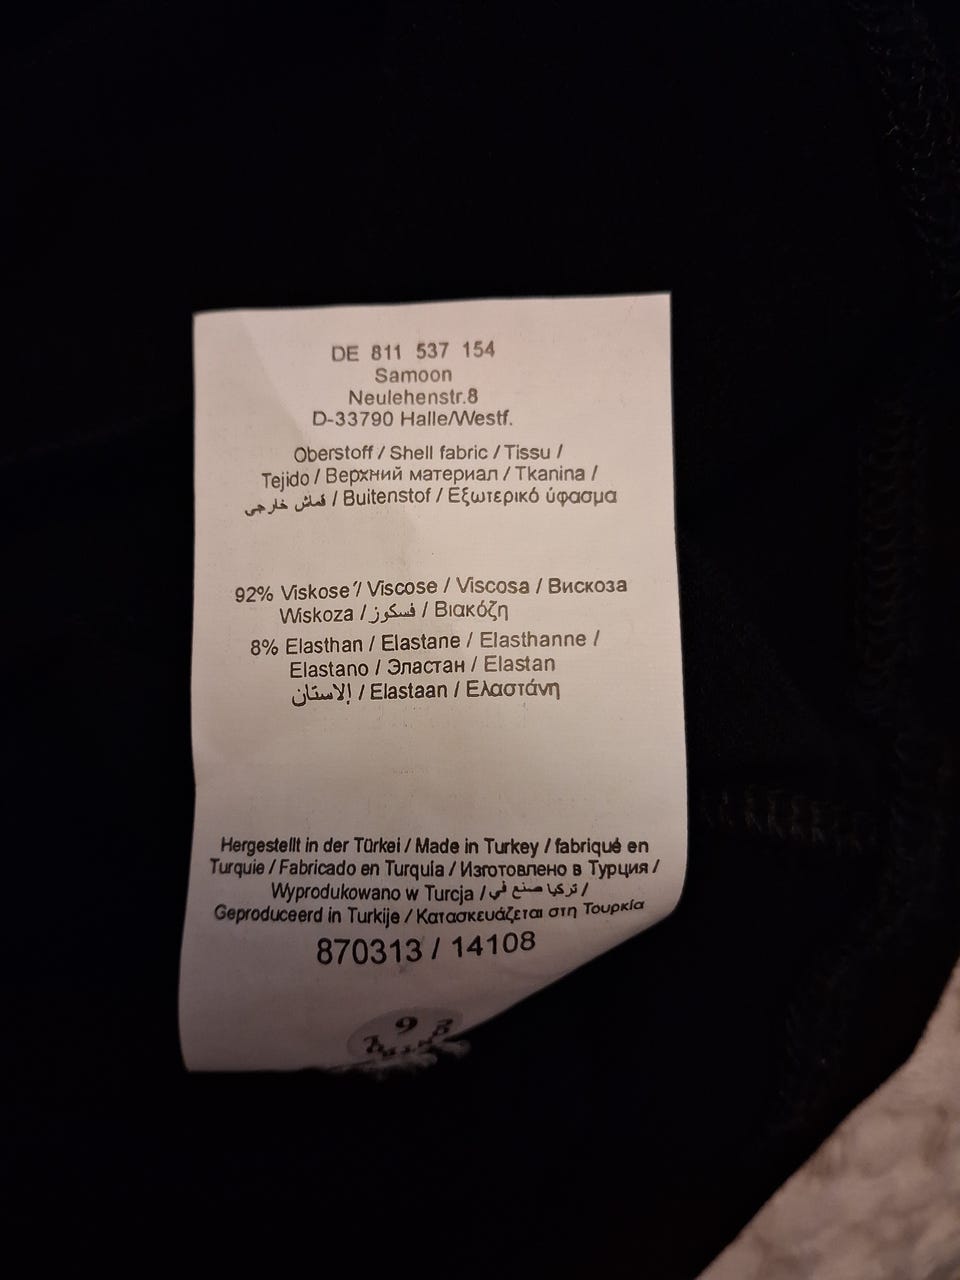 DE 811 537 154
Samoon
Neulehenstr.8
D-33790 Halle/Westf.
Oberstoff / Shell fabric / Tissu /
Tejido / Верхний материал / Tkanina /
قماش خارجي / Buitenstof / Εξωτερικό ύφασμα
92% Viskose / Viscose / Viscosa / Вискоза
Wiskoza / فسكوز / Βιακόζη
8% Elasthan / Elastane / Elasthanne /
Elastano / Эластан / Elastan
إلاستان / Elastaan / Ελαστάνη
Hergestellt in der Türkei / Made in Turkey / fabriqué en
Turquie / Fabricado en Turquía / Изготовлено в Турция /
Wyprodukowano w Turcja / تركيا صنع في /
Geproduceerd in Turkije / Κατασκευάζεται στη Τουρκία
870313 / 14108